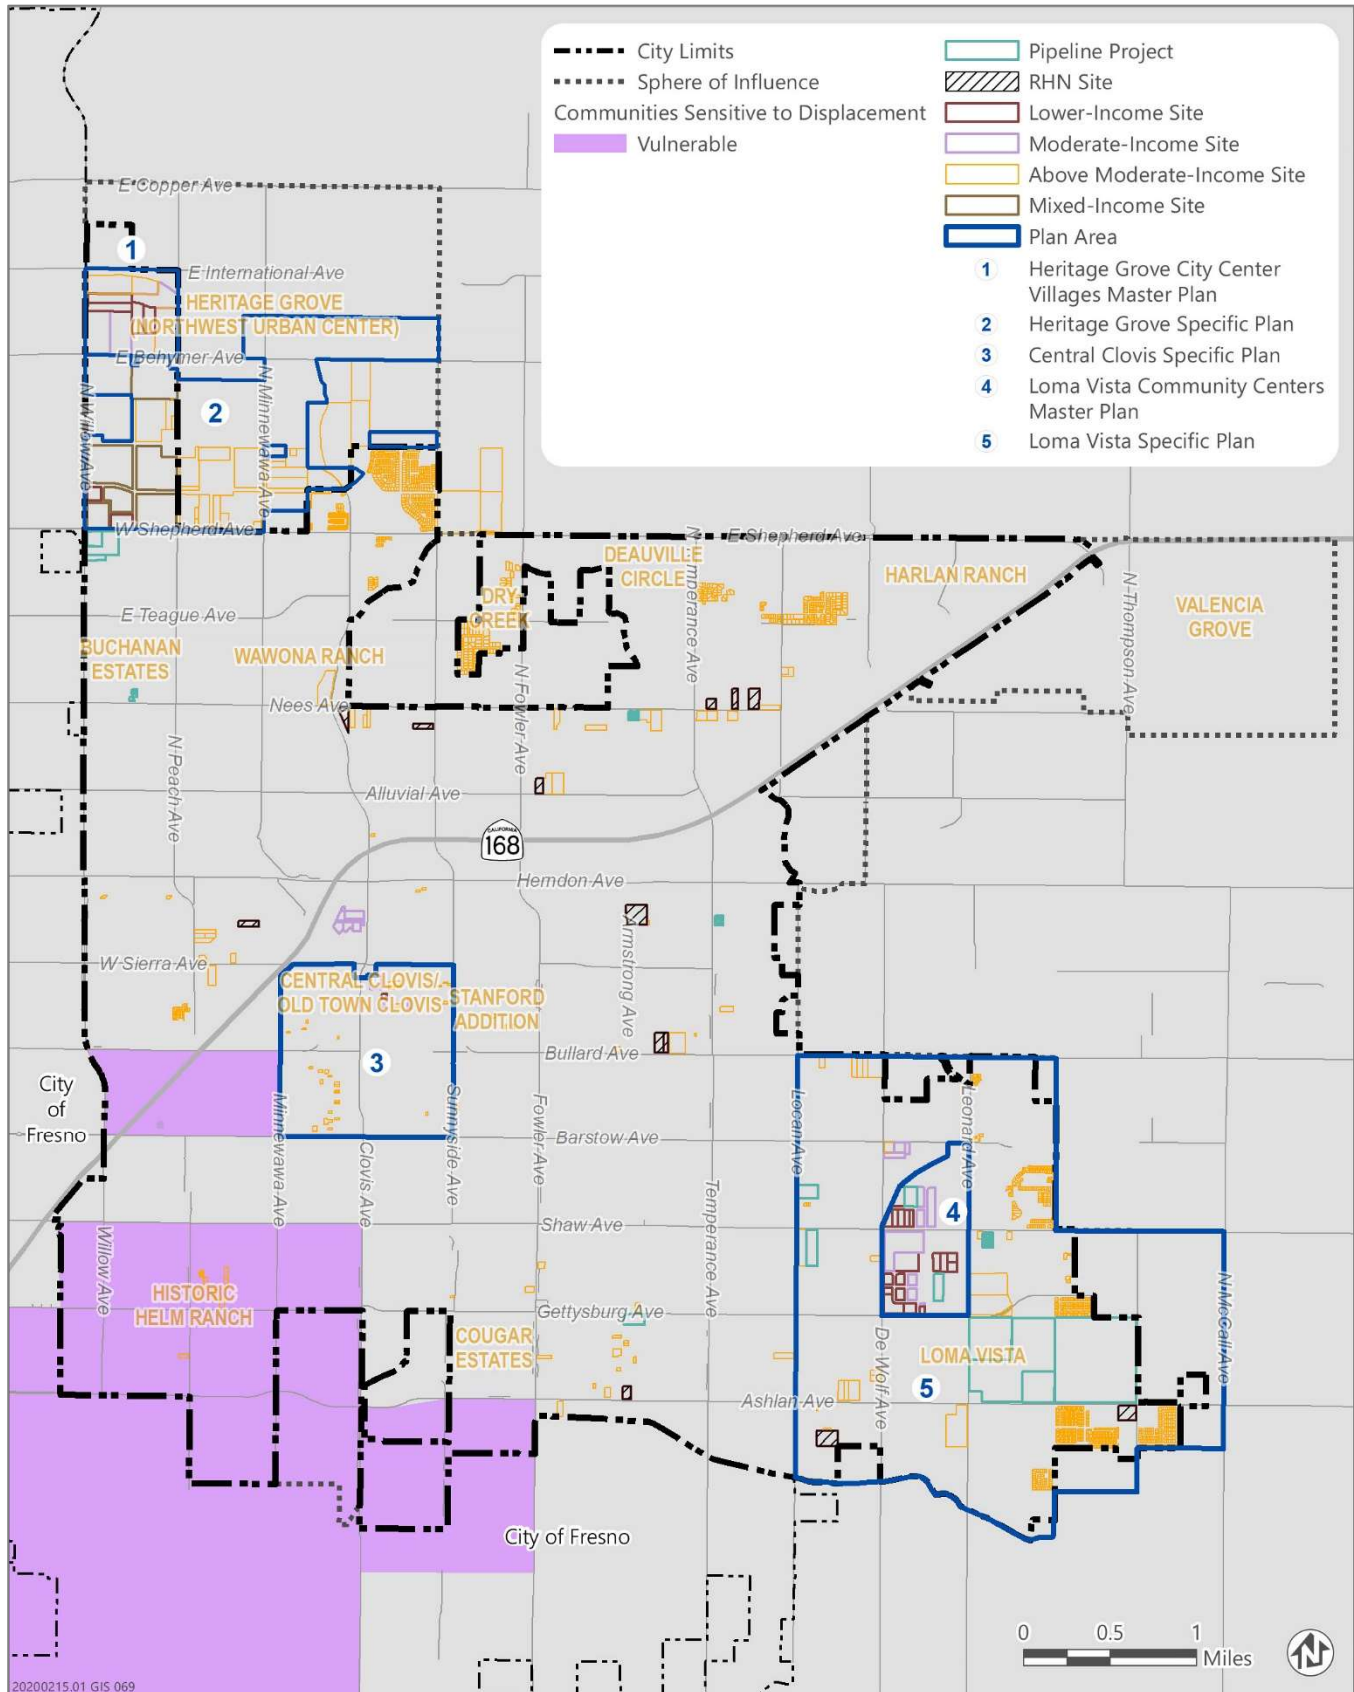 City Limits
Sphere of Influence
Communities Sensitive to Displacement
Vulnerable
Pipeline Project
RHN Site
Lower-Income Site
Moderate-Income Site
Above Moderate-Income Site
Mixed-Income Site
Plan Area
1 Heritage Grove City Center
Villages Master Plan
2 Heritage Grove Specific Plan
3 Central Clovis Specific Plan
4 Loma Vista Community Centers
Master Plan
5 Loma Vista Specific Plan
E Copper Ave
1
E International Ave
HERITAGE GROVE
(NORTHWEST URBAN CENTER)
E Behymer Ave
N Willow Ave
N Minnewawa Ave
2
W Shepherd Ave
E Shepherd Ave
N Temperance Ave
DEAUVILLE
CIRCLE
HARLAN RANCH
N Thompson Ave
VALENCIA
GROVE
DRY
CREEK
E Teague Ave
BUCHANAN
ESTATES
WAWONA RANCH
N Fowler Ave
Nees Ave
N Peach Ave
Alluvial Ave
CALIFORNIA
168
Herndon Ave
Armstrong Ave
W Sierra Ave
CENTRAL CLOVIS/
OLD TOWN CLOVIS
STANFORD
ADDITION
3
Bullard Ave
City
of
Fresno
Minnewawa Ave
Clovis Ave
Sunnyside Ave
Fowler Ave
Barstow Ave
Locan Ave
Leonard Ave
Temperance Ave
4
Shaw Ave
Willow Ave
HISTORIC
HELM RANCH
Gettysburg Ave
COUGAR
ESTATES
De Wolf Ave
LOMA VISTA
N McCall Ave
5
Ashlan Ave
City of Fresno
0 0.5 1
Miles
N
20200215.01 GIS 069